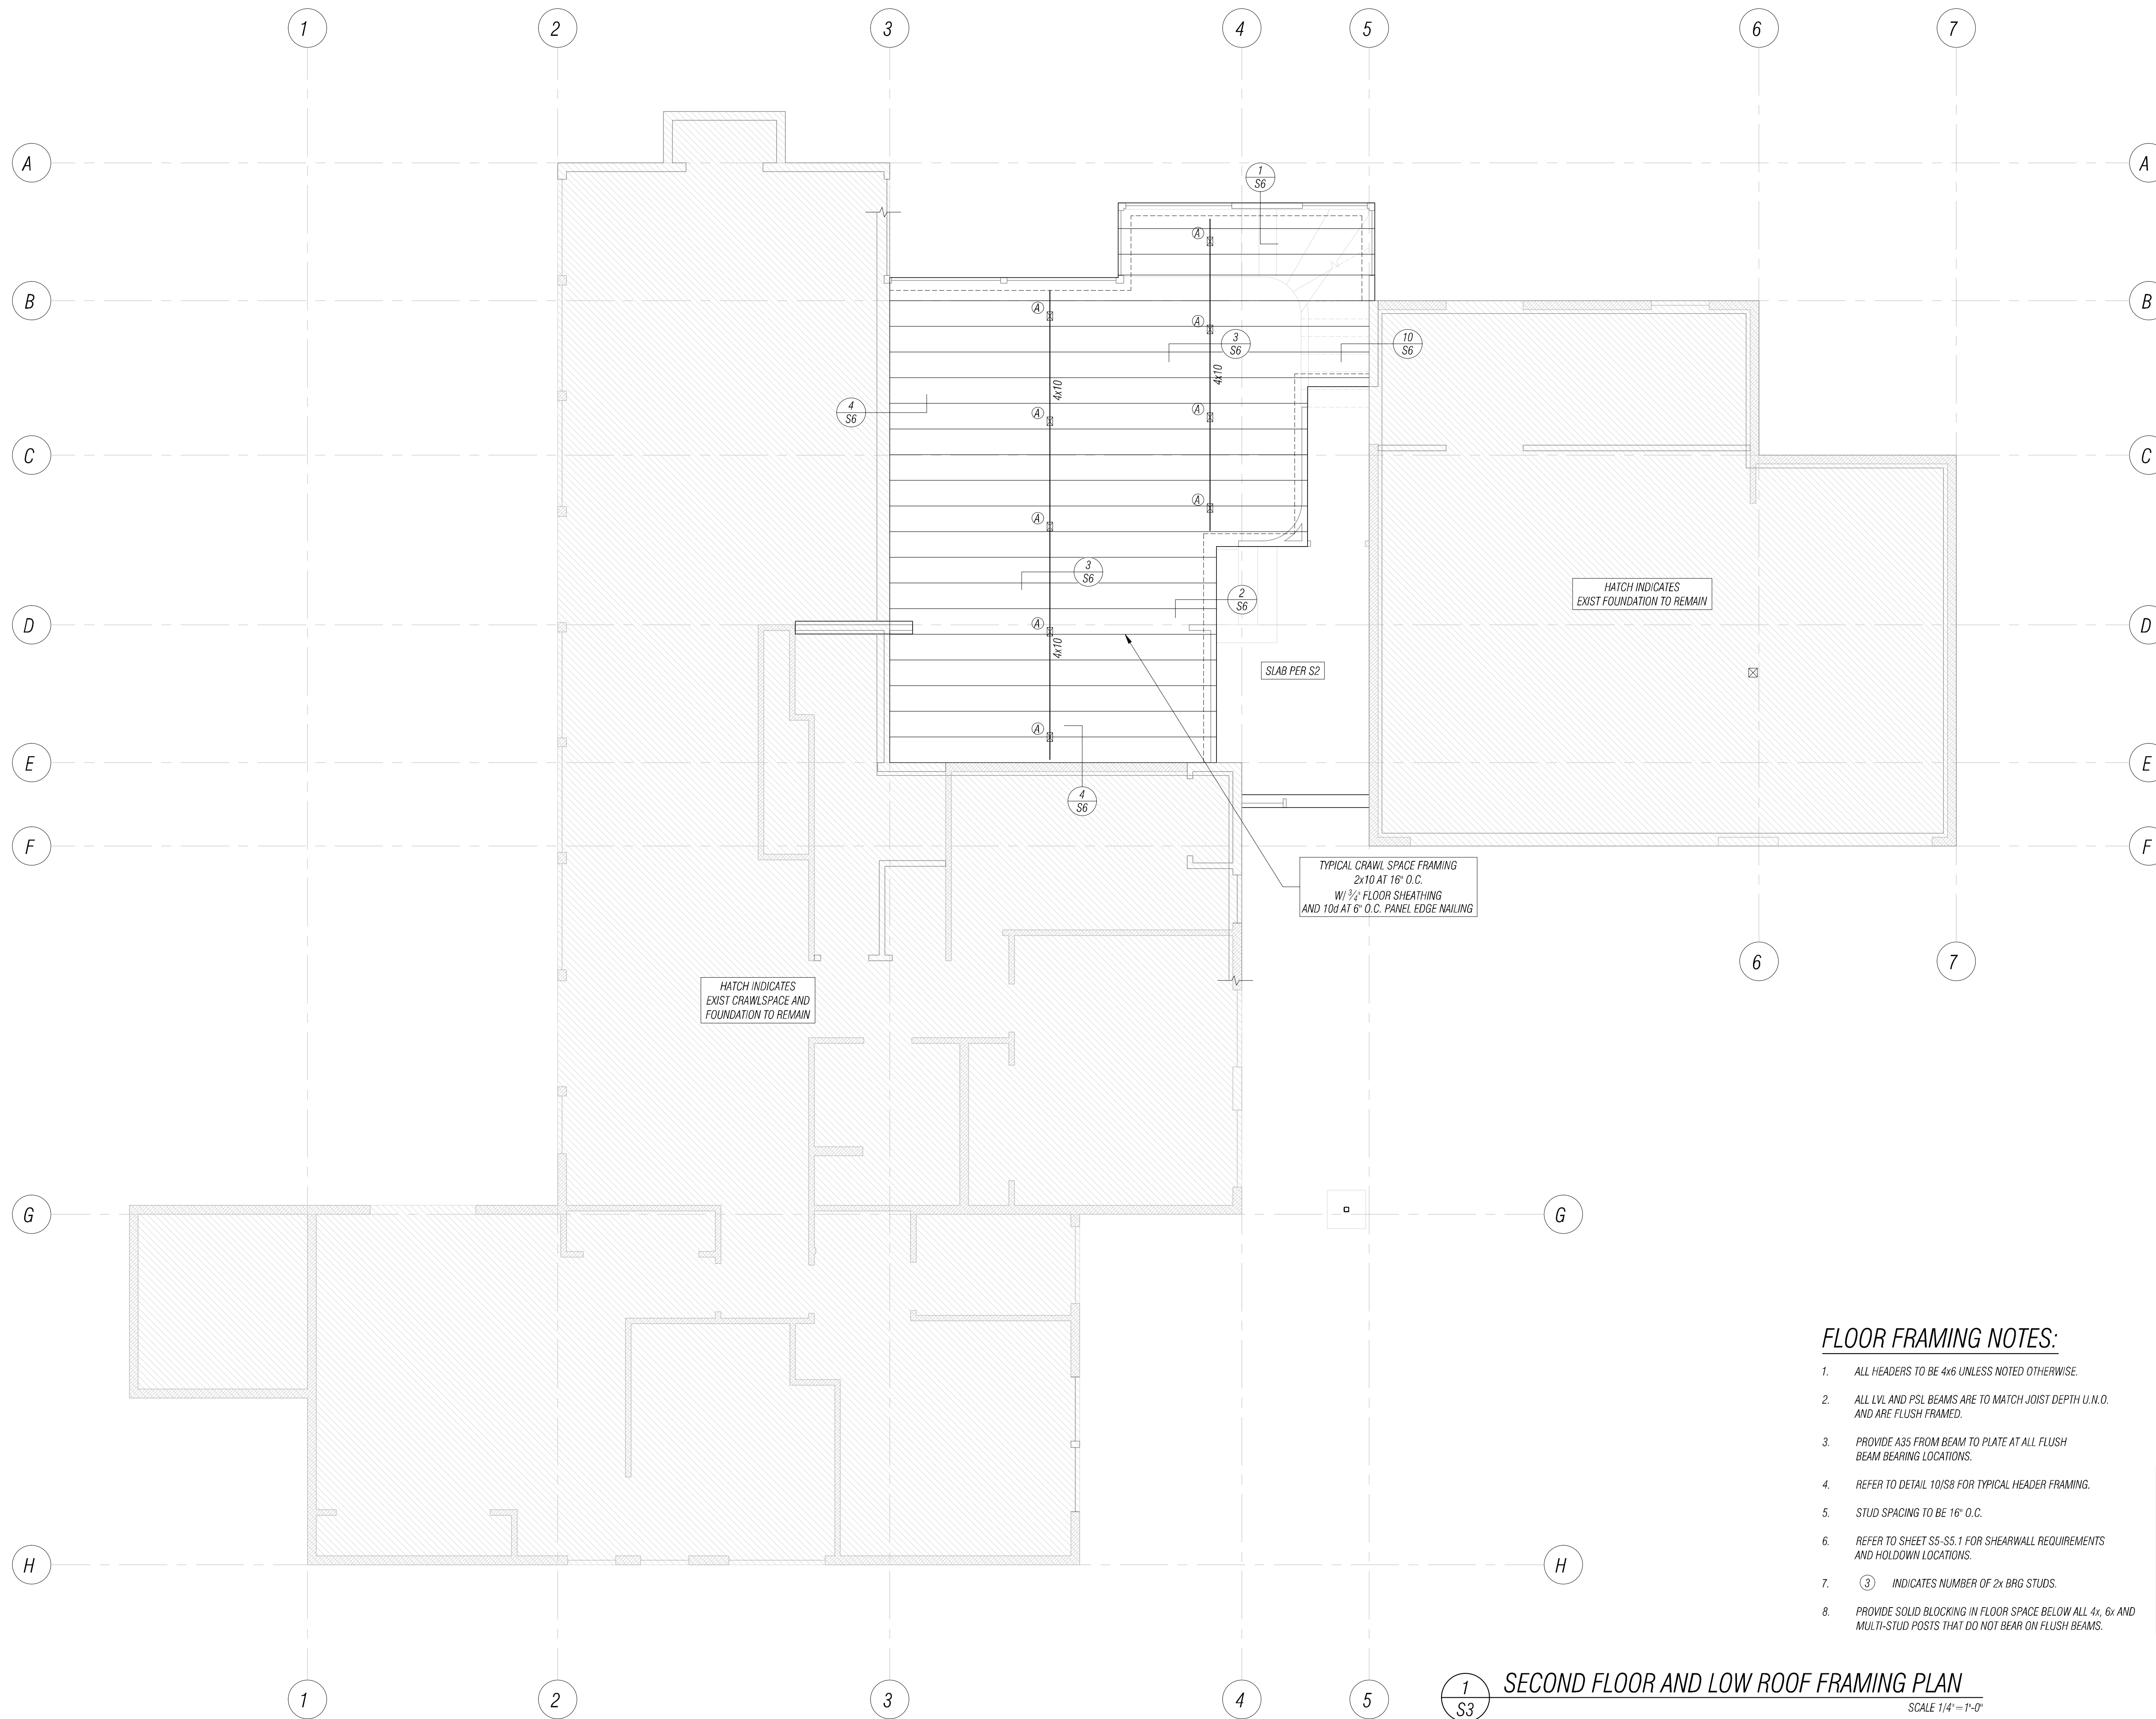 1
2
3
4
5
6
7
A
A
1
S6
A
B
B
A
A
3
S6
10
S6
4x10
4x10
4
S6
A
A
C
C
A
A
3
S6
2
S6
HATCH INDICATES
EXIST FOUNDATION TO REMAIN
D
D
A
4x10
SLAB PER S2
A
E
E
4
S6
F
F
TYPICAL CRAWL SPACE FRAMING
2x10 AT 16" O.C.
W/ 3/4" FLOOR SHEATHING
AND 10d AT 6" O.C. PANEL EDGE NAILING
6
7
HATCH INDICATES
EXIST CRAWLSPACE AND
FOUNDATION TO REMAIN
G
G
FLOOR FRAMING NOTES:
1. ALL HEADERS TO BE 4x6 UNLESS NOTED OTHERWISE.
2. ALL LVL AND PSL BEAMS ARE TO MATCH JOIST DEPTH U.N.O.
AND ARE FLUSH FRAMED.
3. PROVIDE A35 FROM BEAM TO PLATE AT ALL FLUSH
BEAM BEARING LOCATIONS.
4. REFER TO DETAIL 10/S8 FOR TYPICAL HEADER FRAMING.
5. STUD SPACING TO BE 16" O.C.
6. REFER TO SHEET S5-S5.1 FOR SHEARWALL REQUIREMENTS
AND HOLDOWN LOCATIONS.
7. 3 INDICATES NUMBER OF 2x BRG STUDS.
8. PROVIDE SOLID BLOCKING IN FLOOR SPACE BELOW ALL 4x, 6x AND
MULTI-STUD POSTS THAT DO NOT BEAR ON FLUSH BEAMS.
H
H
1
2
3
4
5
1
S3
SECOND FLOOR AND LOW ROOF FRAMING PLAN
SCALE 1/4"=1'-0"